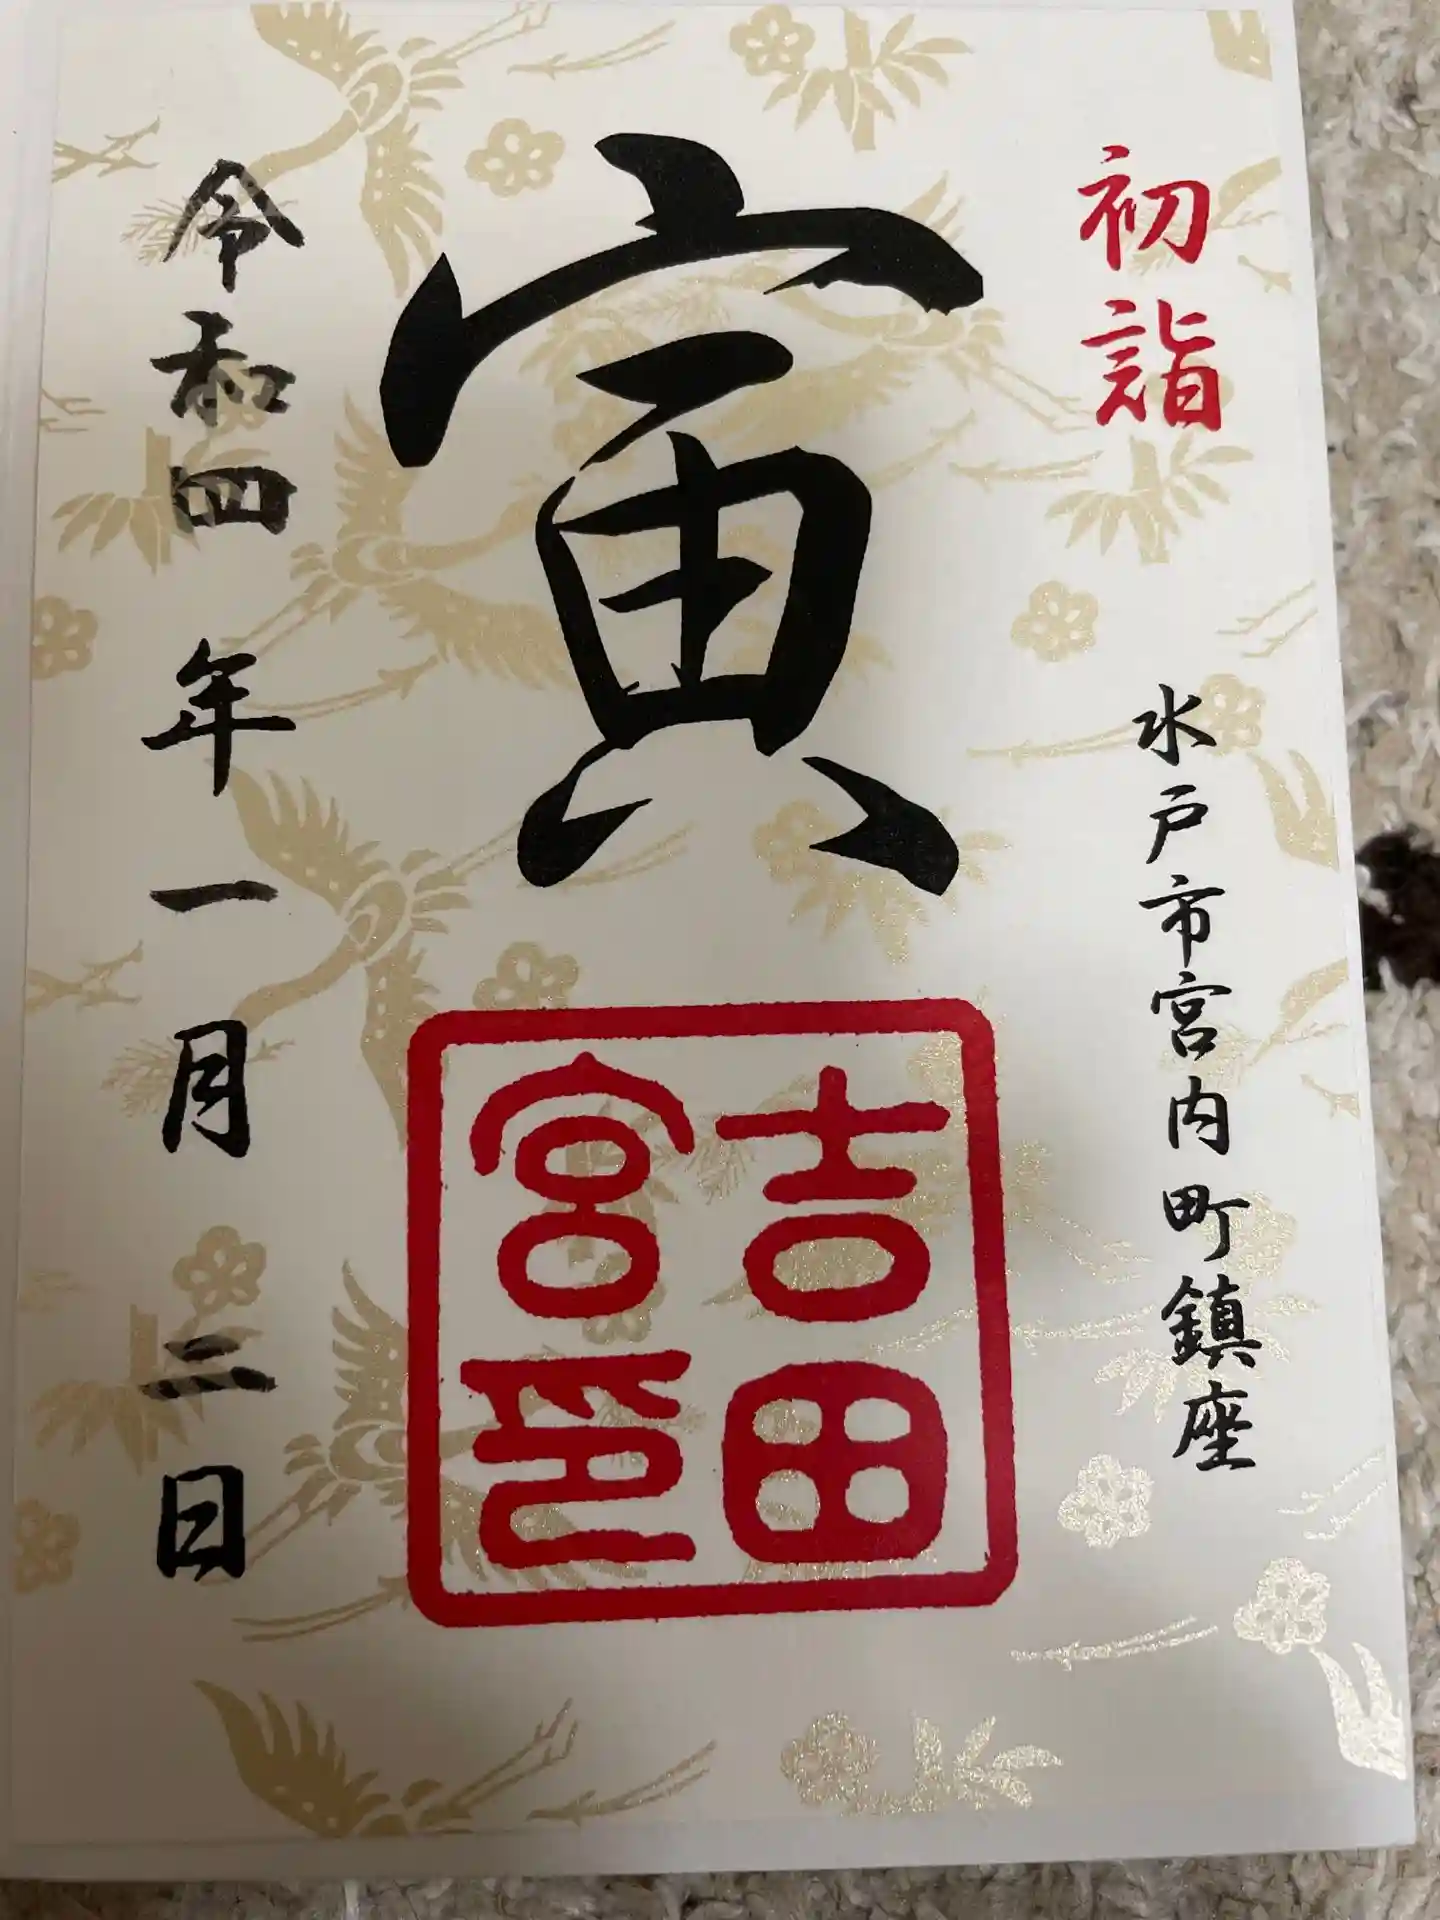 初詣
水戸市宮内町鎮座
寅
吉田
宮印
令和四年一月二日